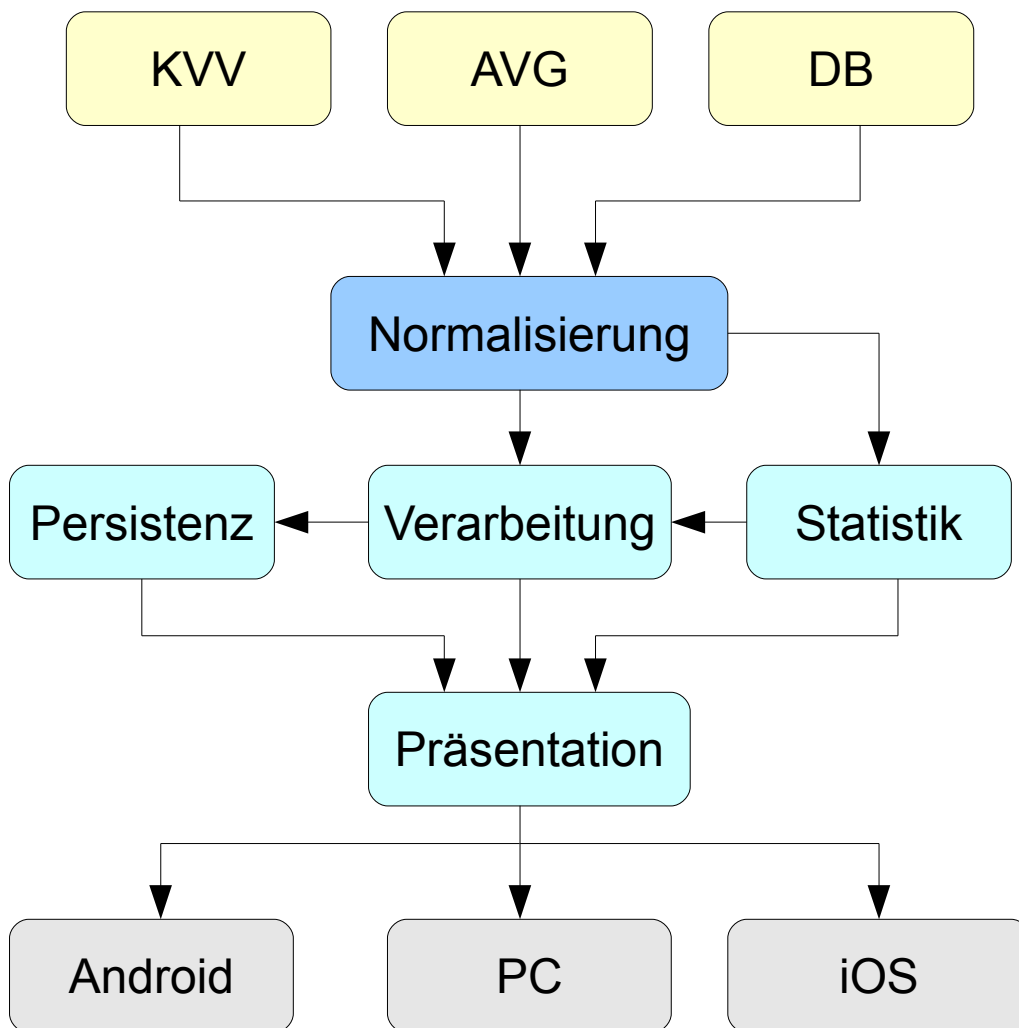 KVV
AVG
DB
Normalisierung
Persistenz
Verarbeitung
Statistik
Präsentation
Android
PC
iOS